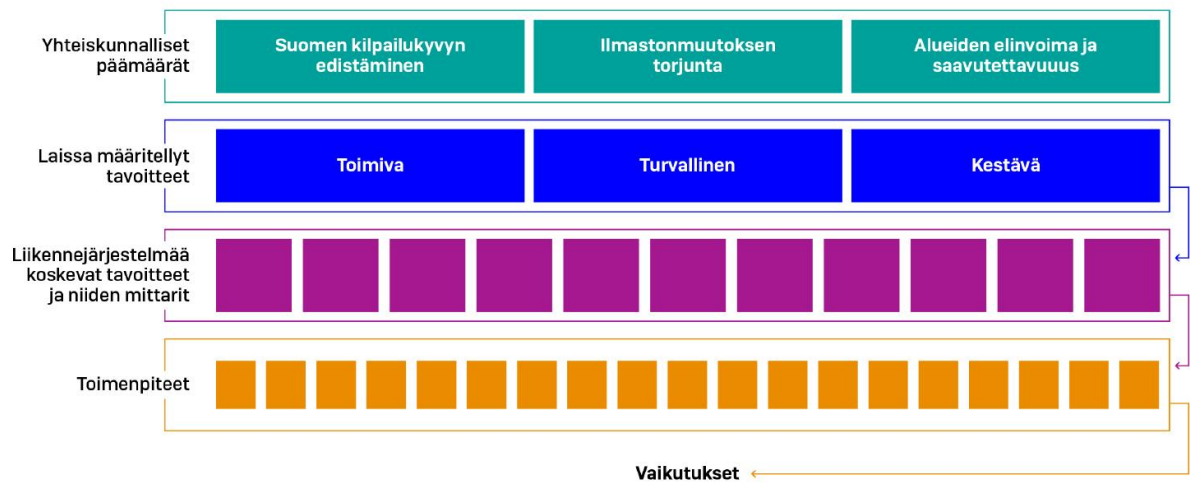 Yhteiskunnalliset
päämäärät
Suomen kilpailukyvyn
edistäminen
Ilmastonmuutoksen
torjunta
Alueiden elinvoima ja
saavutettavuuus
Laissa määritellyt
tavoitteet
Toimiva
Turvallinen
Kestävä
Liikennejärjestelmää
koskevat tavoitteet
ja niiden mittarit
Toimenpiteet
Vaikutukset